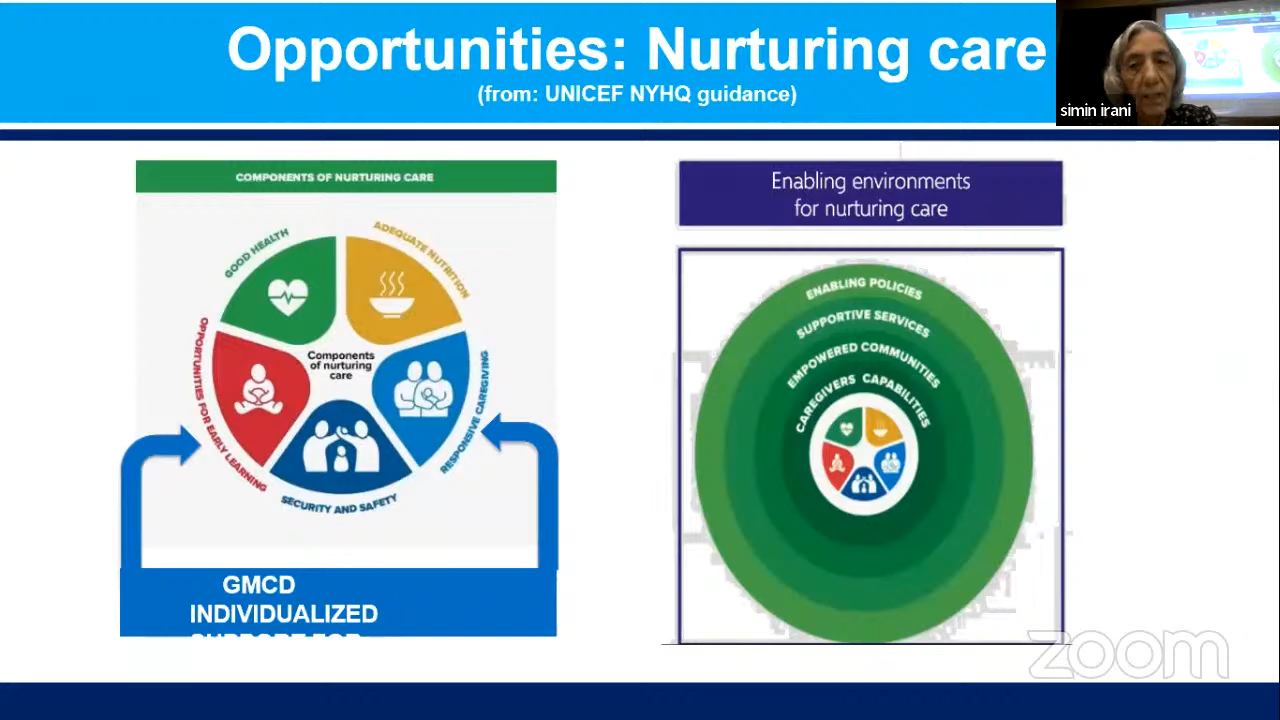 Opportunities: Nurturing care
(from: UNICEF NYHQ guidance)
simin irani
COMPONENTS OF NURTURING CARE
GOOD HEALTH
ADEQUATE NUTRITION
OPPORTUNITIES FOR EARLY LEARNING
Components
of nurturing
care
RESPONSIVE CAREGIVING
SECURITY AND SAFETY
GMCD
INDIVIDUALIZED
SUPPORT FOR
Enabling environments
for nurturing care
ENABLING POLICIES
SUPPORTIVE SERVICES
EMPOWERED COMMUNITIES
CAREGIVERS CAPABILITIES
zoom